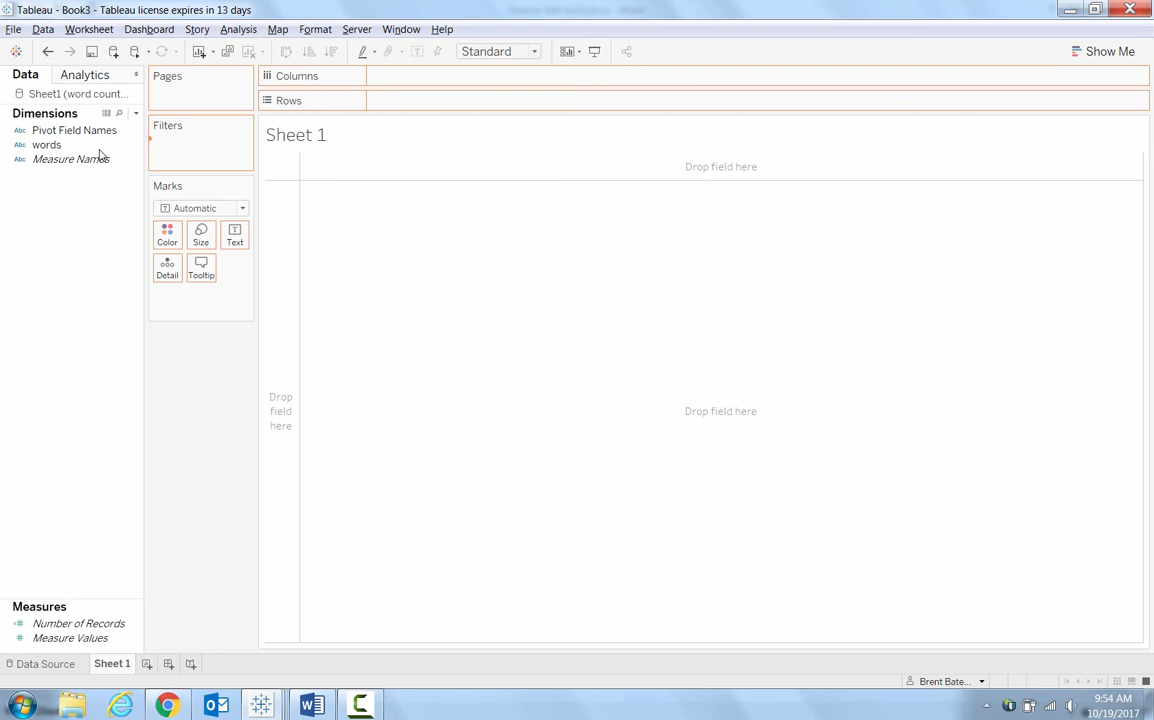 Tableau - Book3 - Tableau license expires in 13 days
File Data Worksheet Dashboard Story Analysis Map Format Server Window Help
Standard
Show Me
Data Analytics
Sheet1 (word count...
Dimensions
Abc Pivot Field Names
Abc words
Abc Measure Names
Measures
Number of Records
Measure Values
Pages
Filters
Marks
Automatic
Color Size Text
Detail Tooltip
Columns
Rows
Sheet 1
Drop field here
Drop
field
here
Drop field here
Data Source Sheet 1
Brent Bate...
9:54 AM
10/19/2017